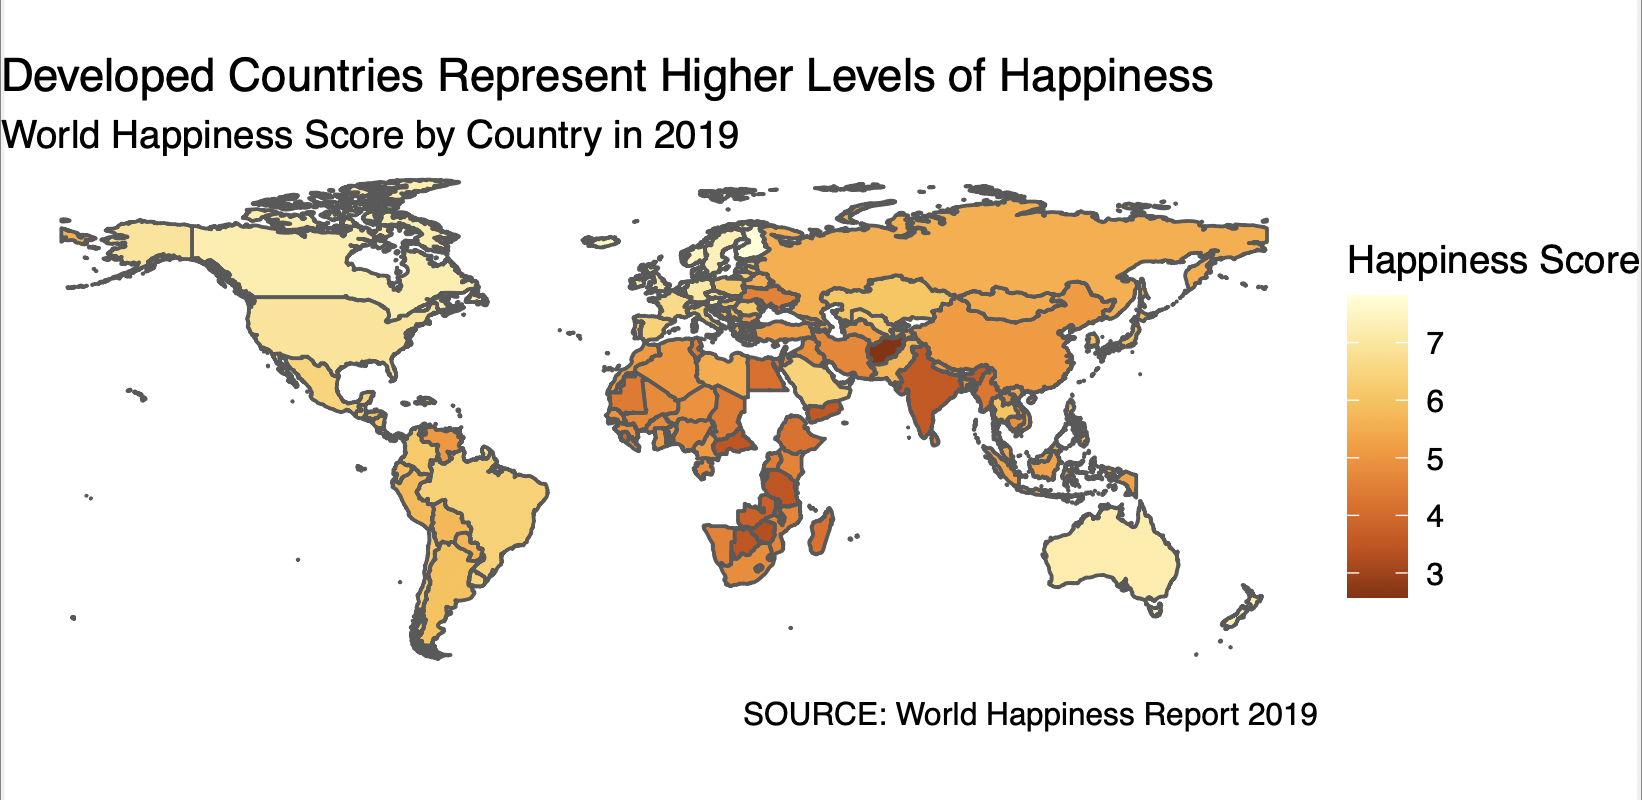 Developed Countries Represent Higher Levels of Happiness
World Happiness Score by Country in 2019
Happiness Score
7
6
5
4
3
SOURCE: World Happiness Report 2019